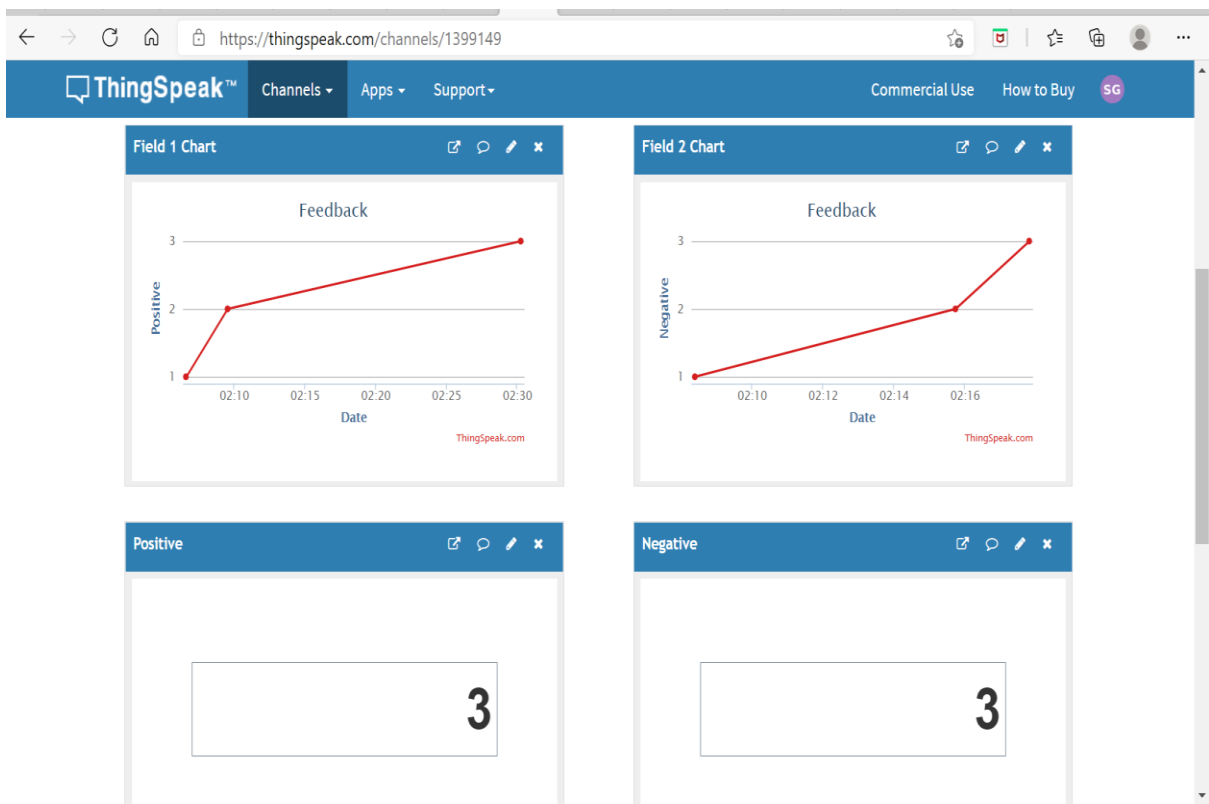 https://thingspeak.com/channels/1399149
ThingSpeak™ Channels Apps Support Commercial Use How to Buy SG
Field 1 Chart
Feedback
3
2
1
Positive
02:10 02:15 02:20 02:25 02:30
Date
ThingSpeak.com
Field 2 Chart
Feedback
3
2
1
Negative
02:10 02:12 02:14 02:16
Date
ThingSpeak.com
Positive
3
Negative
3